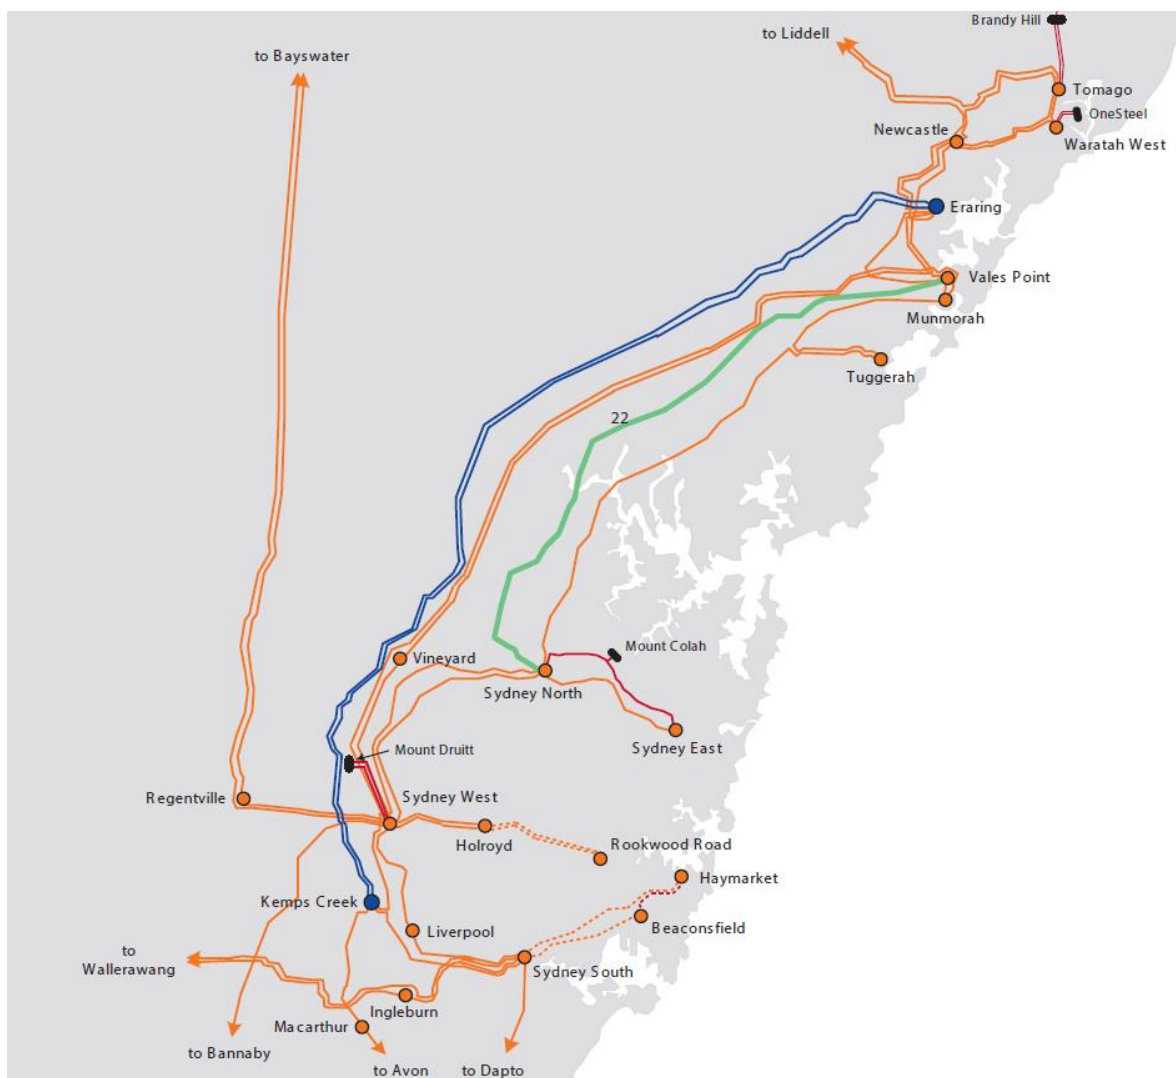 Brandy Hill
to Liddell
to Bayswater
Tomago
OneSteel
Newcastle
Waratah West
Eraring
Vales Point
Munmorah
Tuggerah
22
Mount Colah
Vineyard
Sydney North
Sydney East
Mount Druitt
Regentville
Sydney West
Holroyd
Rookwood Road
Haymarket
Kemps Creek
Liverpool
Beaconsfield
to
Wallerawang
Sydney South
Ingleburn
Macarthur
to Bannaby
to Avon
to Dapto